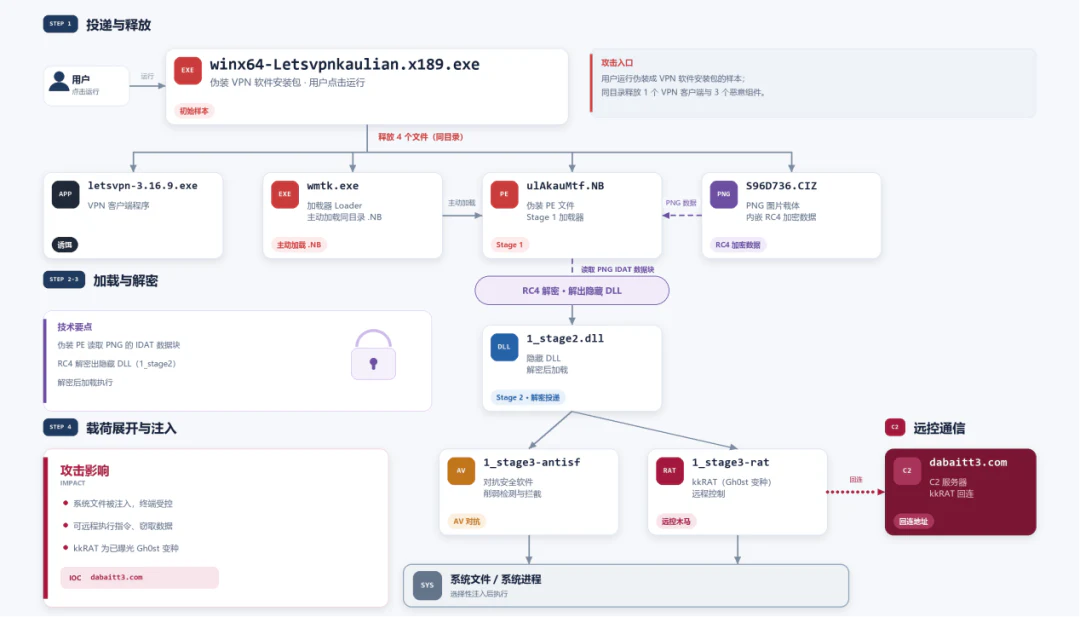 STEP 1 投递与释放
用户
点击运行
运行
EXE
winx64-Letsvpnkaulian.x189.exe
伪装 VPN 软件安装包 · 用户点击运行
初始样本
攻击入口
用户运行伪装成 VPN 软件安装包的样本；
同目录释放 1 个 VPN 客户端与 3 个恶意组件。
释放 4 个文件（同目录）
APP
letsvpn-3.16.9.exe
VPN 客户端程序
诱饵
EXE
wmtk.exe
加载器 Loader
主动加载同目录 .NB
主动加载 .NB
主动加载
PE
ulAkauMtf.NB
伪装 PE 文件
Stage 1 加载器
Stage 1
PNG 数据
PNG
S96D736.CIZ
PNG 图片载体
内嵌 RC4 加密数据
RC4 加密数据
STEP 2-3 加载与解密
读取 PNG IDAT 数据块
RC4 解密 · 解出隐藏 DLL
技术要点
伪装 PE 读取 PNG 的 IDAT 数据块
RC4 解密出隐藏 DLL（1_stage2）
解密后加载执行
DLL
1_stage2.dll
隐藏 DLL
解密后加载
Stage 2 · 解密投递
STEP 4 载荷展开与注入
攻击影响
IMPACT
系统文件被注入，终端受控
可远程执行指令、窃取数据
kkRAT 为已曝光 Gh0st 变种
IOC dabaitt3.com
AV
1_stage3-antisf
对抗安全软件
削弱检测与拦截
AV 对抗
RAT
1_stage3-rat
kkRAT（Gh0st 变种）
远程控制
远控木马
回连
C2 远控通信
C2
dabaitt3.com
C2 服务器
kkRAT 回连
回连地址
SYS
系统文件 / 系统进程
选择性注入后执行